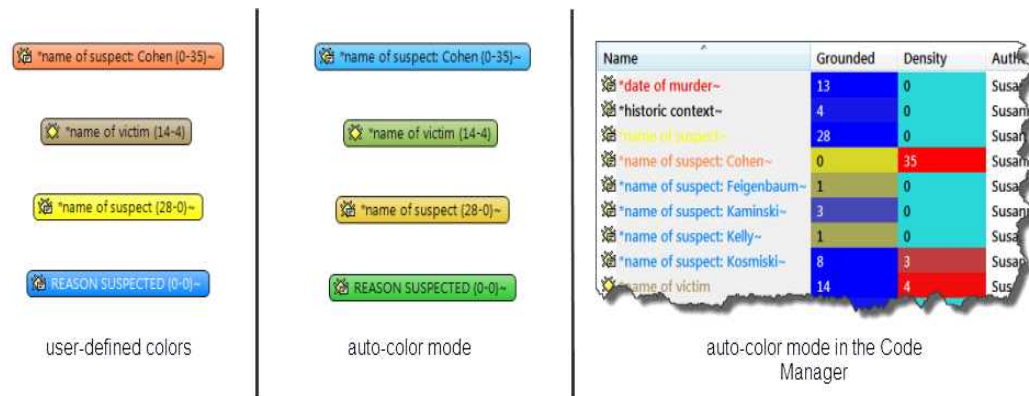 *name of suspect: Cohen {0-35}~
*name of victim {14-4}
*name of suspect {28-0}~
REASON SUSPECTED {0-0}~
user-defined colors
*name of suspect: Cohen {0-35}~
*name of victim {14-4}
*name of suspect {28-0}~
REASON SUSPECTED {0-0}~
auto-color mode
Name Grounded Density
*date of murder~ 13 0
*historic context~ 4 0
*name of suspect~ 28 0
*name of suspect: Cohen~ 0 35
*name of suspect: Feigenbaum~ 1 0
*name of suspect: Kaminski~ 3 0
*name of suspect: Kelly~ 1 0
*name of suspect: Kosmiski~ 8 3
*name of victim 14 4
auto-color mode in the Code
Manager